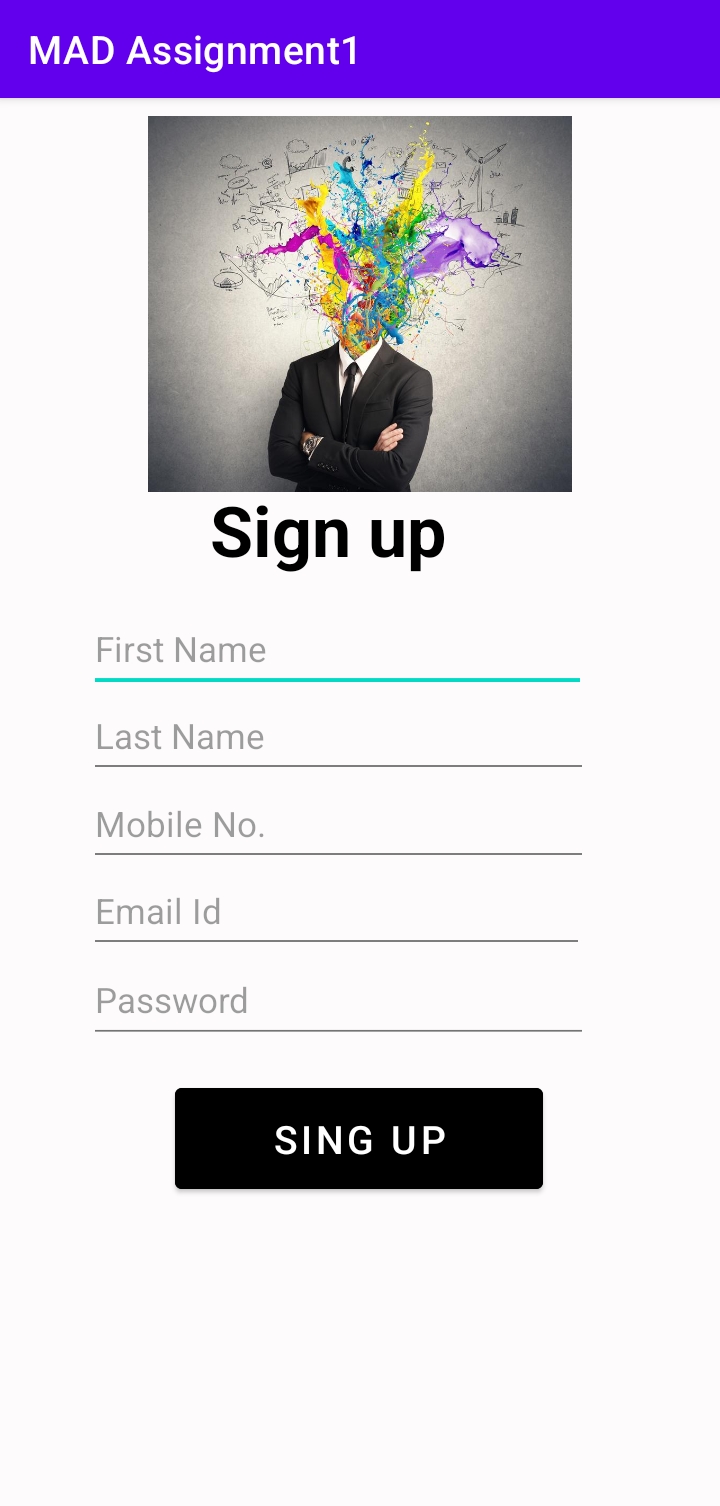 MAD Assignment1
Sign up
First Name
Last Name
Mobile No.
Email Id
Password
SING UP